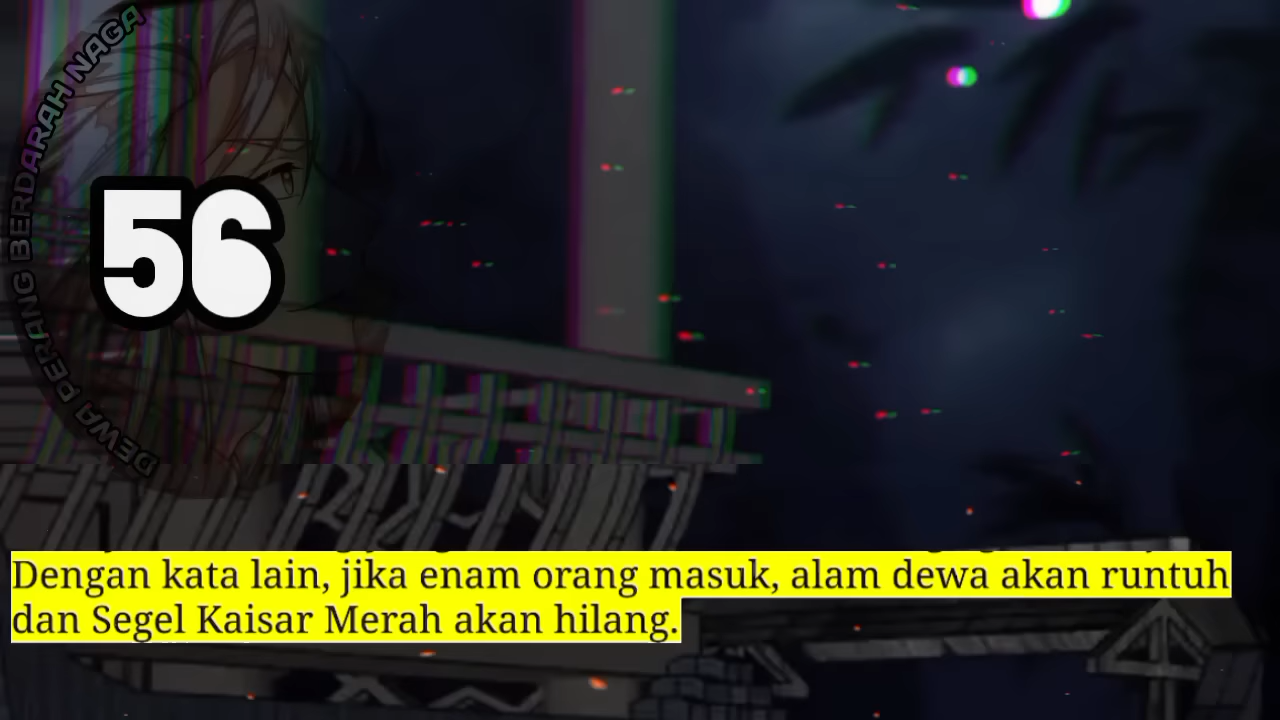 DEWA PERANG BERDARAH NAGA
56
Dengan kata lain, jika enam orang masuk, alam dewa akan runtuh
dan Segel Kaisar Merah akan hilang.